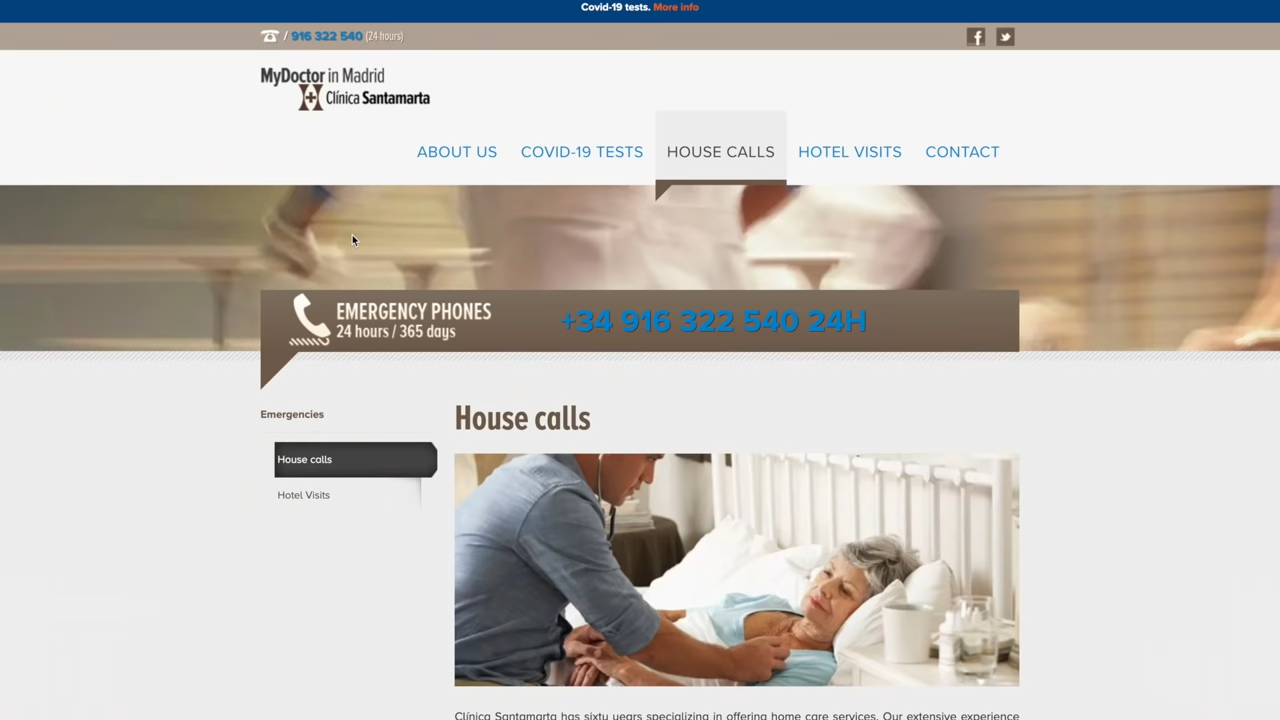 Covid-19 tests. More info
/ 916 322 540 (24 hours)
MyDoctor in Madrid
Clínica Santamarta
ABOUT US
COVID-19 TESTS
HOUSE CALLS
HOTEL VISITS
CONTACT
EMERGENCY PHONES
24 hours / 365 days
+34 916 322 540 24H
Emergencies
House calls
Hotel Visits
House calls
Clínica Santamarta has sixty years specializing in offering home care services. Our extensive experience